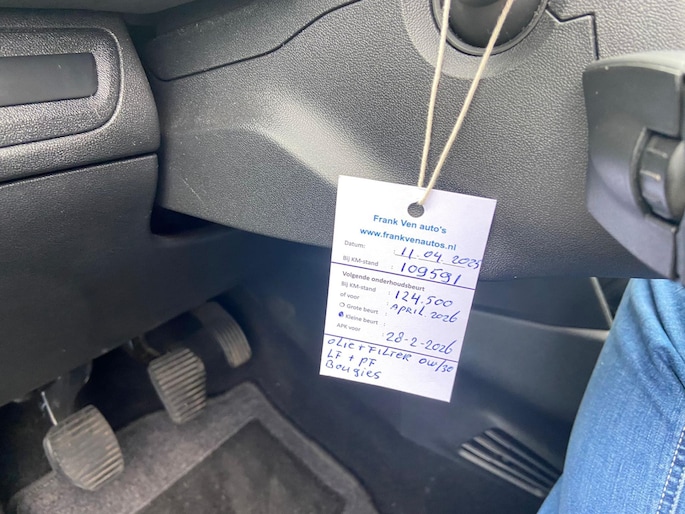 Frank Ven auto's
www.frankvenautos.nl
Datum: 11.04.2025
Bij KM-stand : 109591
Volgende onderhoudsbeurt
Bij KM-stand : 124.500
of voor : APRIL 2026
Grote beurt
Kleine beurt :
APK voor : 28-2-2026
OLIE + FILTER 0W/30
LF + PF
Bougies